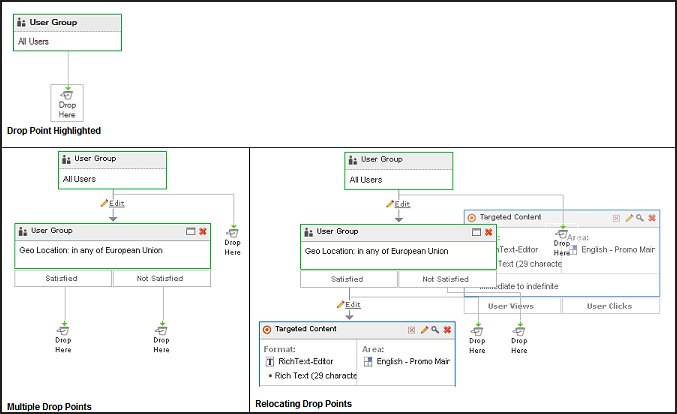 User Group
All Users
Drop
Here
Drop Point Highlighted
User Group
All Users
Edit
User Group
Geo Location: in any of European Union
Satisfied
Not Satisfied
Drop
Here
Drop
Here
Drop
Here
Multiple Drop Points
User Group
All Users
Edit
User Group
Geo Location: in any of European Union
Satisfied
Not Satisfied
Targeted Content
Area:
RichText-Editor
English - Promo Main
Text (29 characte
Immediate to indefinite
User Views
User Clicks
Drop
Here
Edit
Targeted Content
Format:
Area:
T RichText-Editor
English - Promo Main
• Rich Text (29 characte
Drop
Here
Drop
Here
Relocating Drop Points